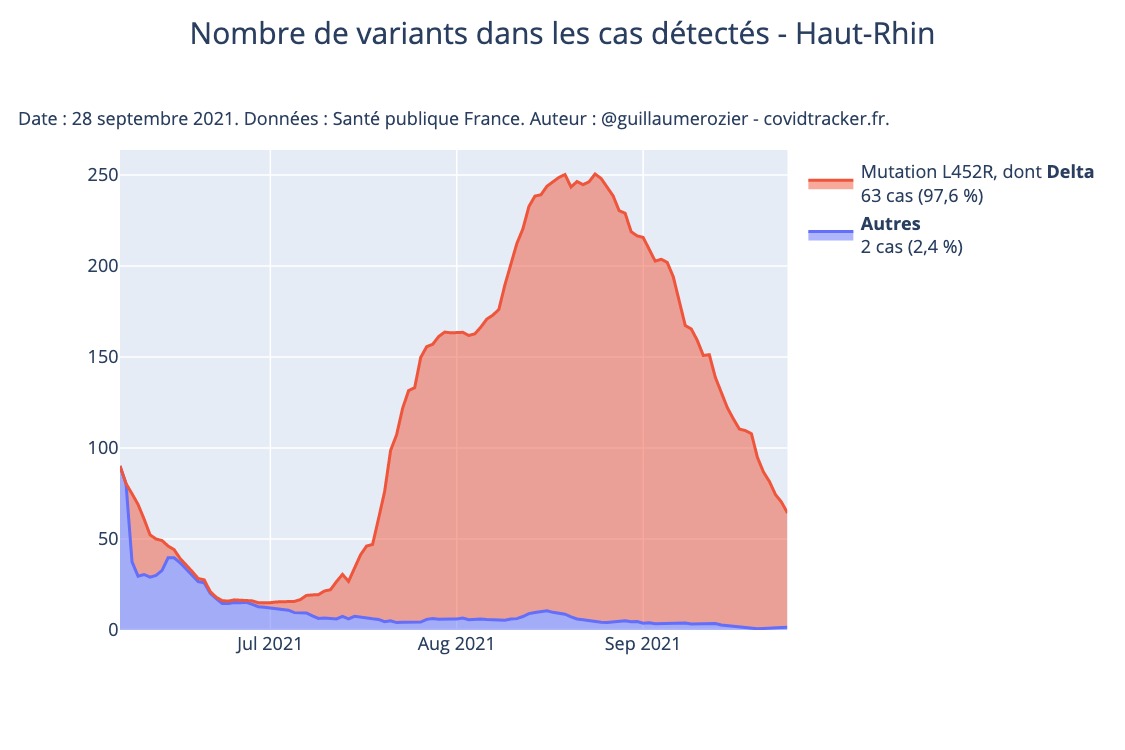 Nombre de variants dans les cas détectés - Haut-Rhin
Date : 28 septembre 2021. Données : Santé publique France. Auteur : @guillaumerozier - covidtracker.fr.
250
200
150
100
50
0
Jul 2021
Aug 2021
Sep 2021
Mutation L452R, dont Delta
63 cas (97,6 %)
Autres
2 cas (2,4 %)